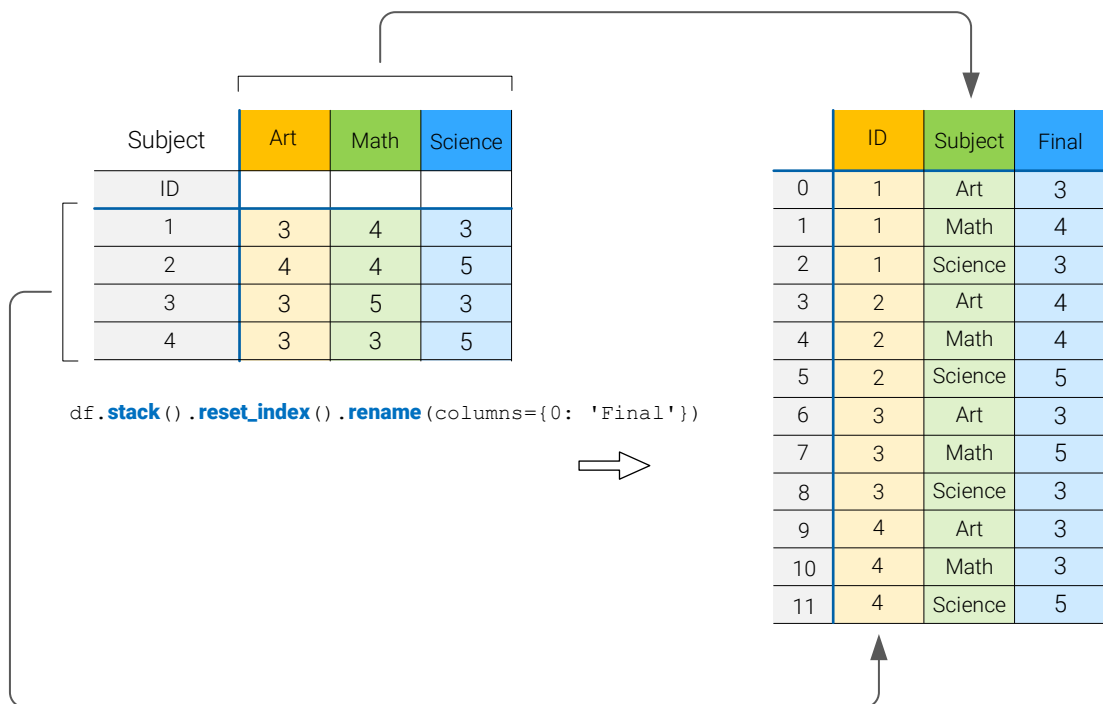 Subject Art Math Science
ID
1 3 4 3
2 4 4 5
3 3 5 3
4 3 3 5
df.stack().reset_index().rename(columns={0: 'Final'})
ID Subject Final
0 1 Art 3
1 1 Math 4
2 1 Science 3
3 2 Art 4
4 2 Math 4
5 2 Science 5
6 3 Art 3
7 3 Math 5
8 3 Science 3
9 4 Art 3
10 4 Math 3
11 4 Science 5